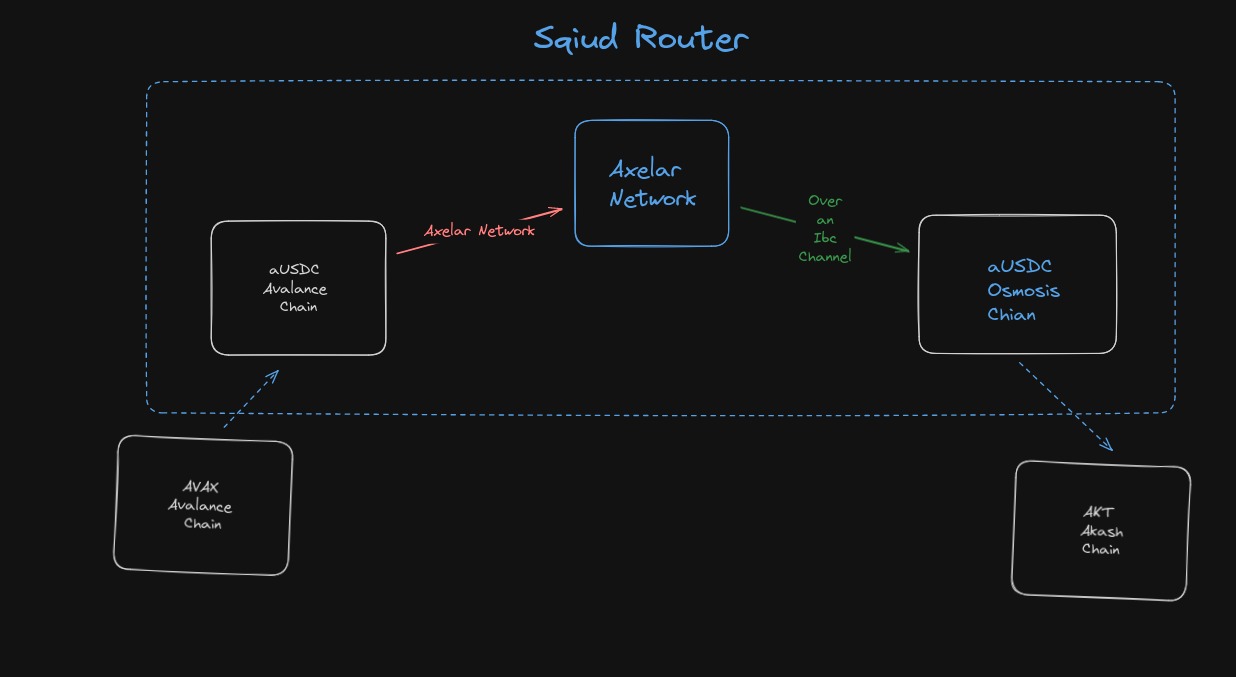 Sqiud Router
Axelar
Network
Over
an
Ibc
Channel
Axelar Network
aUSDC
Avalance
Chain
aUSDC
Osmosis
Chian
AVAX
Avalance
Chain
AKT
Akash
Chain